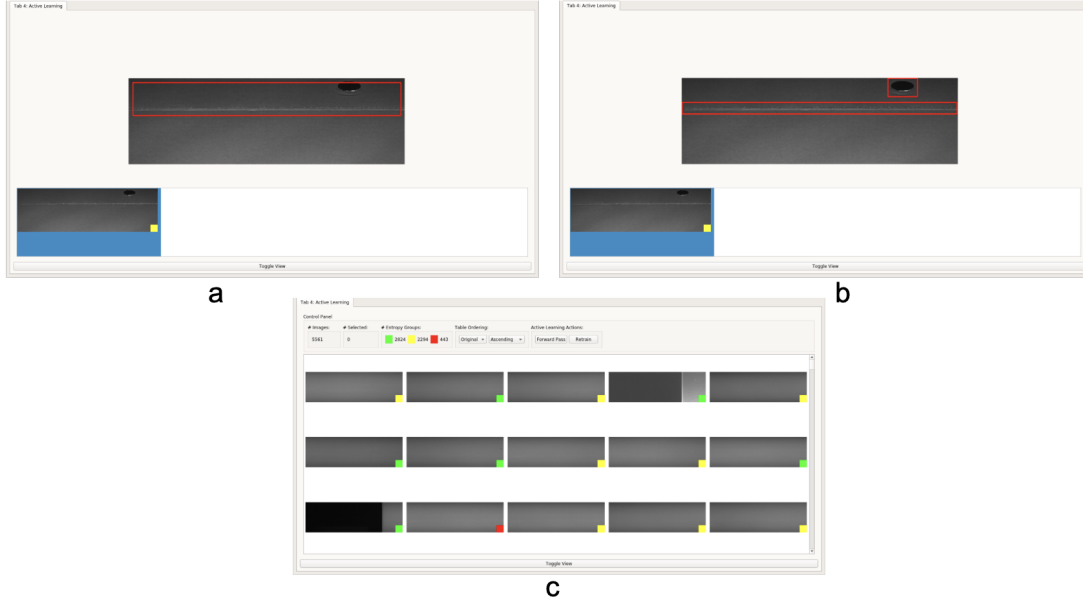 Tab 4: Active Learning
Toggle View
a
Tab 4: Active Learning
Toggle View
b
Tab 4: Active Learning
Control Panel
# Images: # Selected: # Entropy Groups: Table Ordering: Active Learning Actions:
5561 0 2824 2294 443 Original Ascending Forward Pass Retrain
Toggle View
c